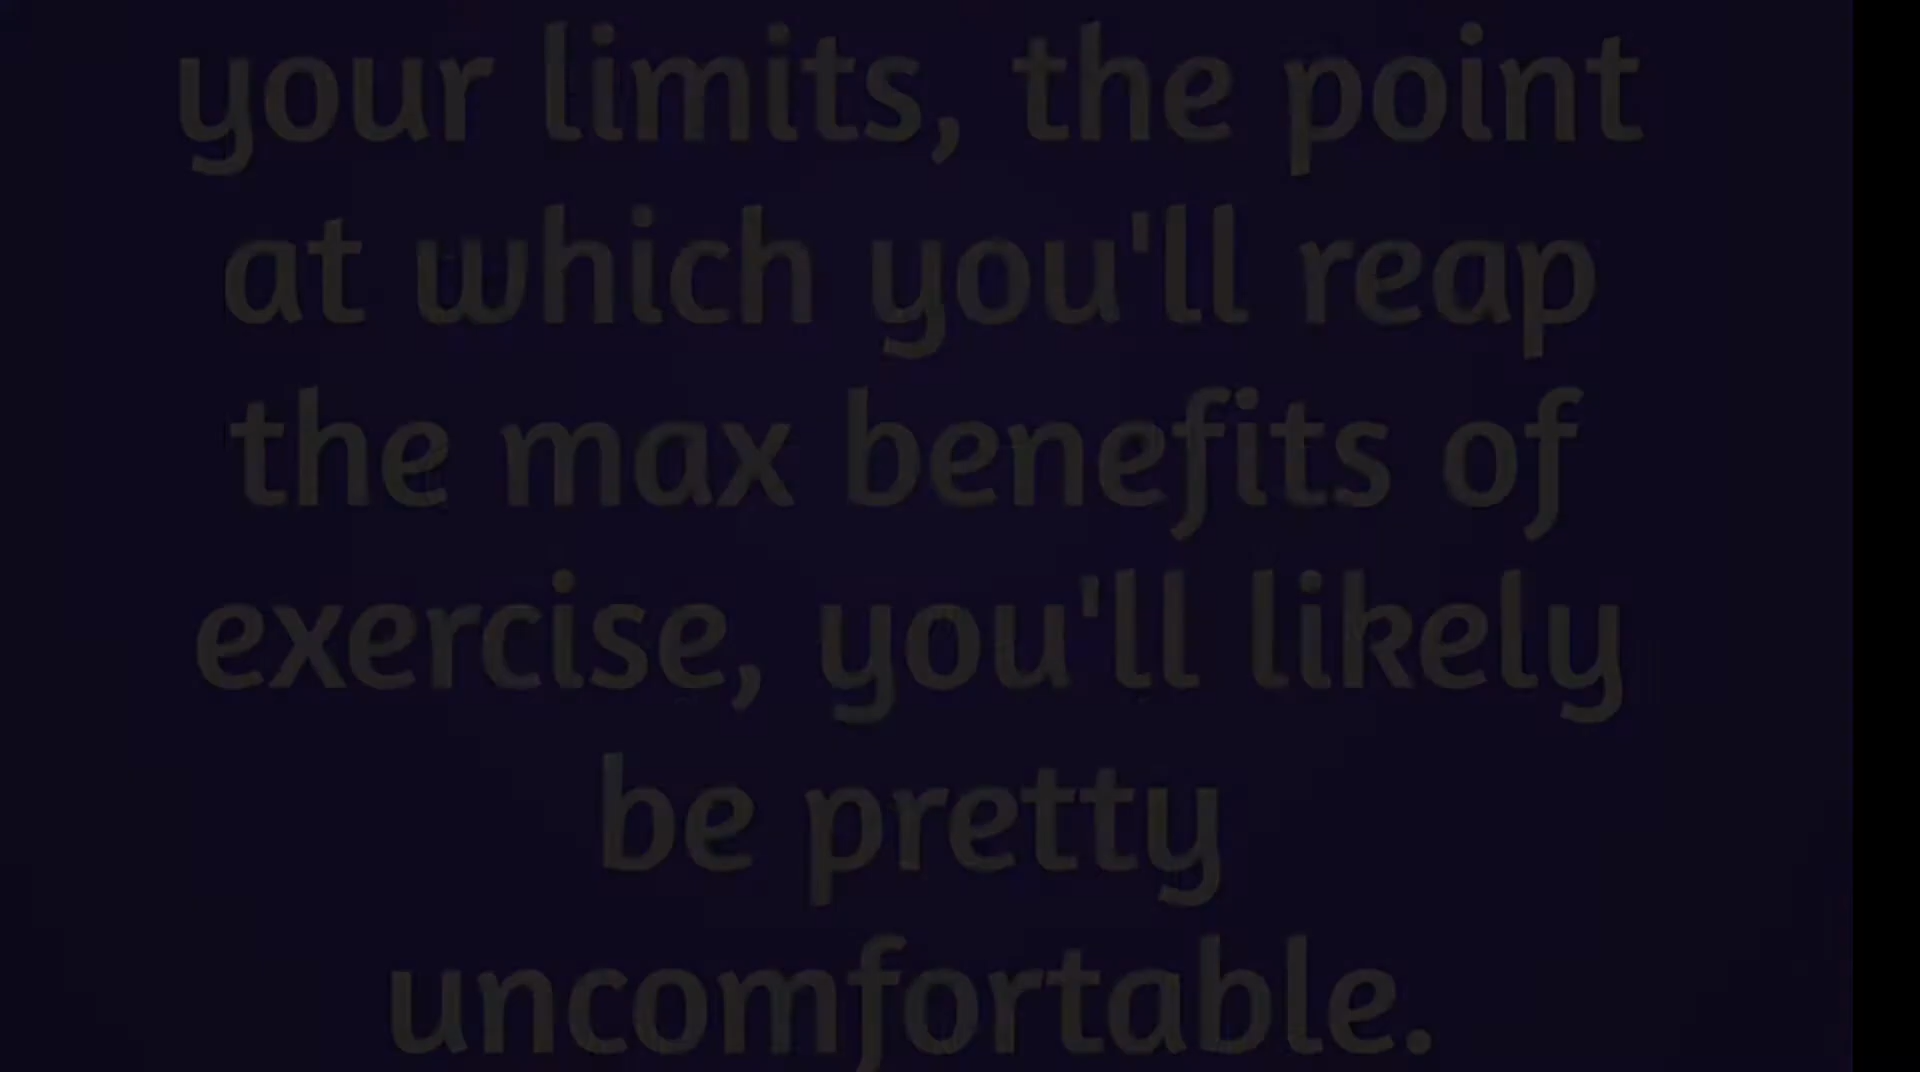 your limits, the point
at which you'll reap
the max benefits of
exercise, you'll likely
be pretty
uncomfortable.